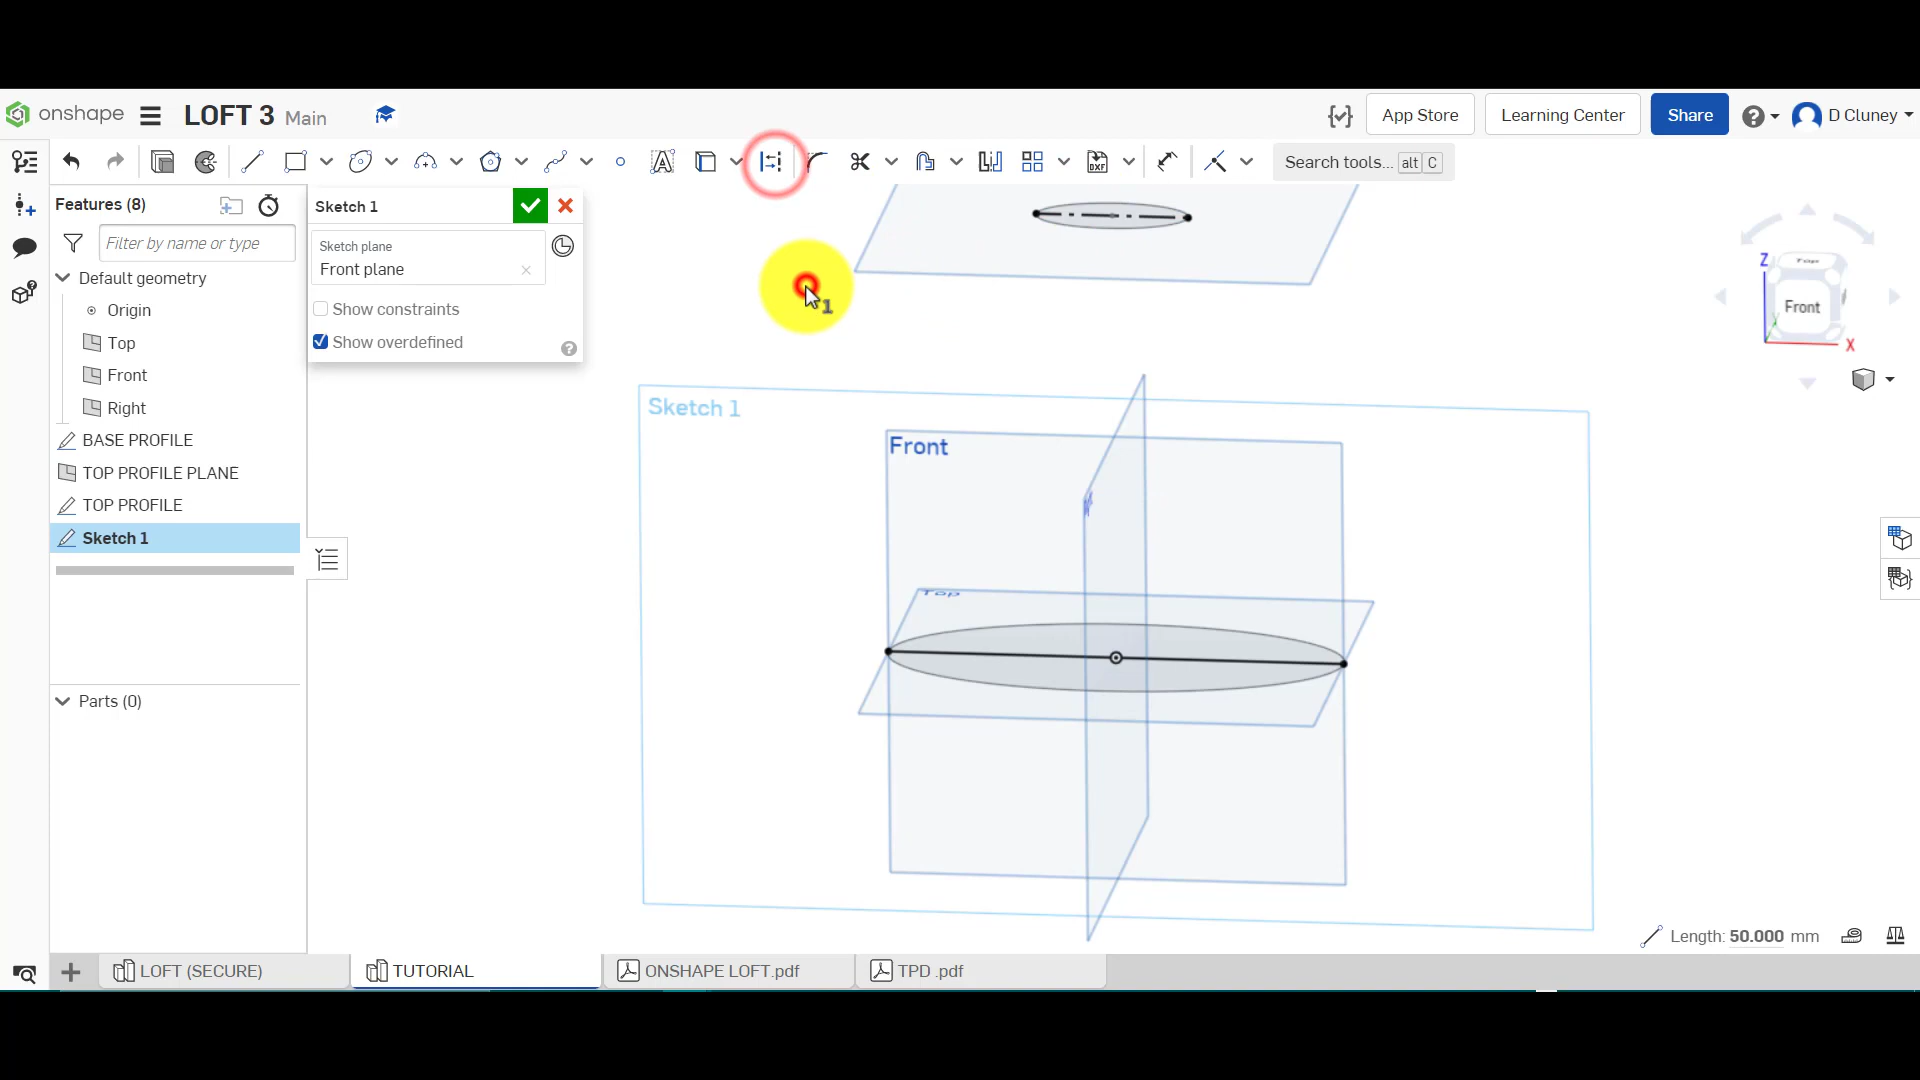 onshape LOFT 3 Main App Store Learning Center Share D Cluney
Search tools... alt C
Features (8)
Sketch 1
Filter by name or type
Sketch plane
Front plane
Default geometry
Show constraints
Origin
Show overdefined
Top
Front
Right
BASE PROFILE
TOP PROFILE PLANE
TOP PROFILE
Sketch 1
Parts (0)
1
Sketch 1
Front
Top
Z
Front
X
Length: 50.000 mm
LOFT (SECURE) TUTORIAL ONSHAPE LOFT.pdf TPD .pdf